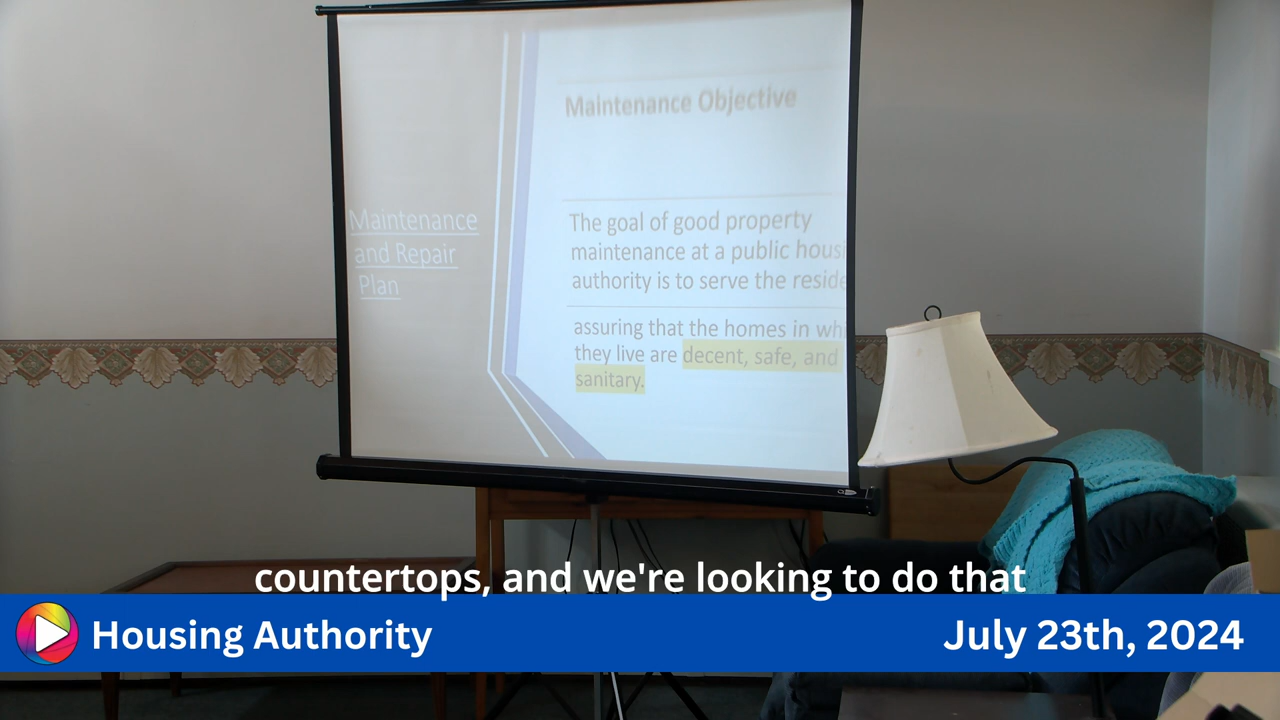 Maintenance
and Repair
Plan
Maintenance Objective
The goal of good property
maintenance at a public housi
authority is to serve the reside
assuring that the homes in wh
they live are decent, safe, and
sanitary.
countertops, and we're looking to do that
Housing Authority
July 23th, 2024